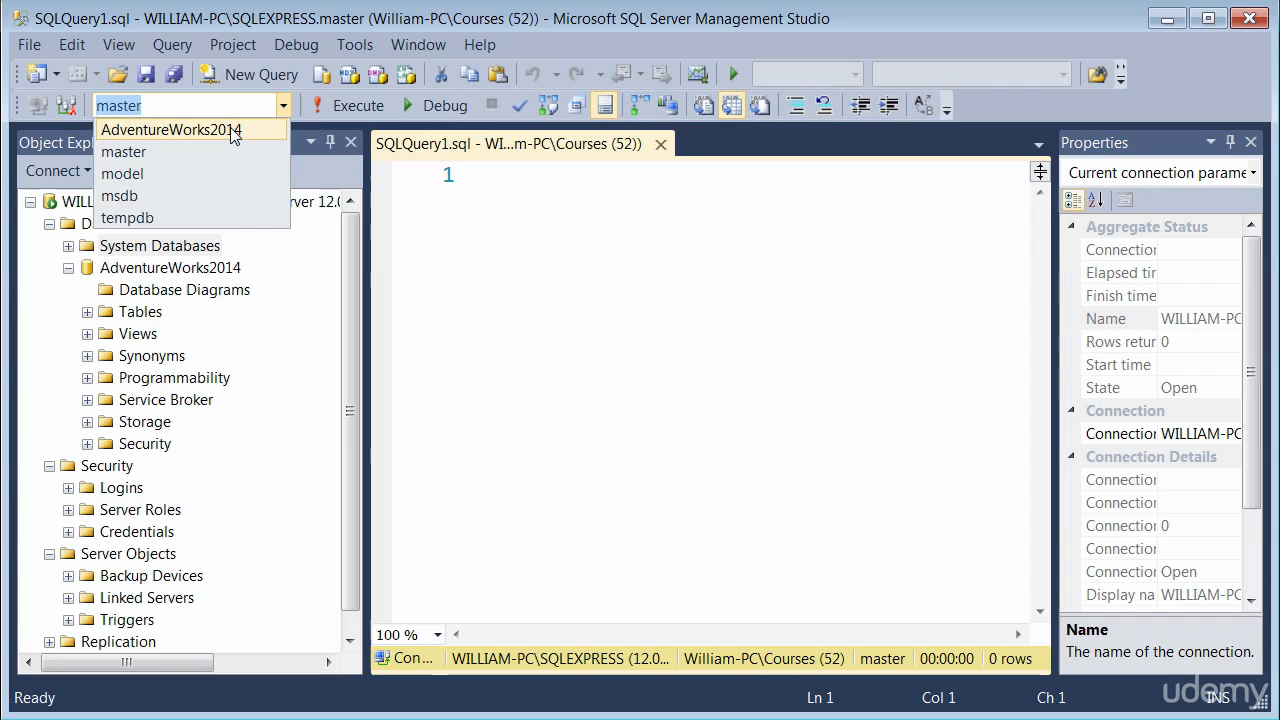 SQLQuery1.sql - WILLIAM-PC\SQLEXPRESS.master (William-PC\Courses (52)) - Microsoft SQL Server Management Studio
File Edit View Query Project Debug Tools Window Help
New Query
master Execute Debug
AdventureWorks2014
master
model
msdb
tempdb
Object Exp
Connect
WILL
rver 12.0
D
System Databases
AdventureWorks2014
Database Diagrams
Tables
Views
Synonyms
Programmability
Service Broker
Storage
Security
Security
Logins
Server Roles
Credentials
Server Objects
Backup Devices
Linked Servers
Triggers
Replication
SQLQuery1.sql - WI...m-PC\Courses (52))
1
100 %
Con... WILLIAM-PC\SQLEXPRESS (12.0... William-PC\Courses (52) master 00:00:00 0 rows
Properties
Current connection parame
Aggregate Status
Connection
Elapsed tin
Finish time
Name WILLIAM-PC
Rows retur 0
Start time
State Open
Connection
Connection WILLIAM-PC
Connection Details
Connection
Connection
Connection 0
Connection
Connection Open
Display na WILLIAM-PC
Name
The name of the connection.
Ready Ln 1 Col 1 Ch 1 INS
udemy